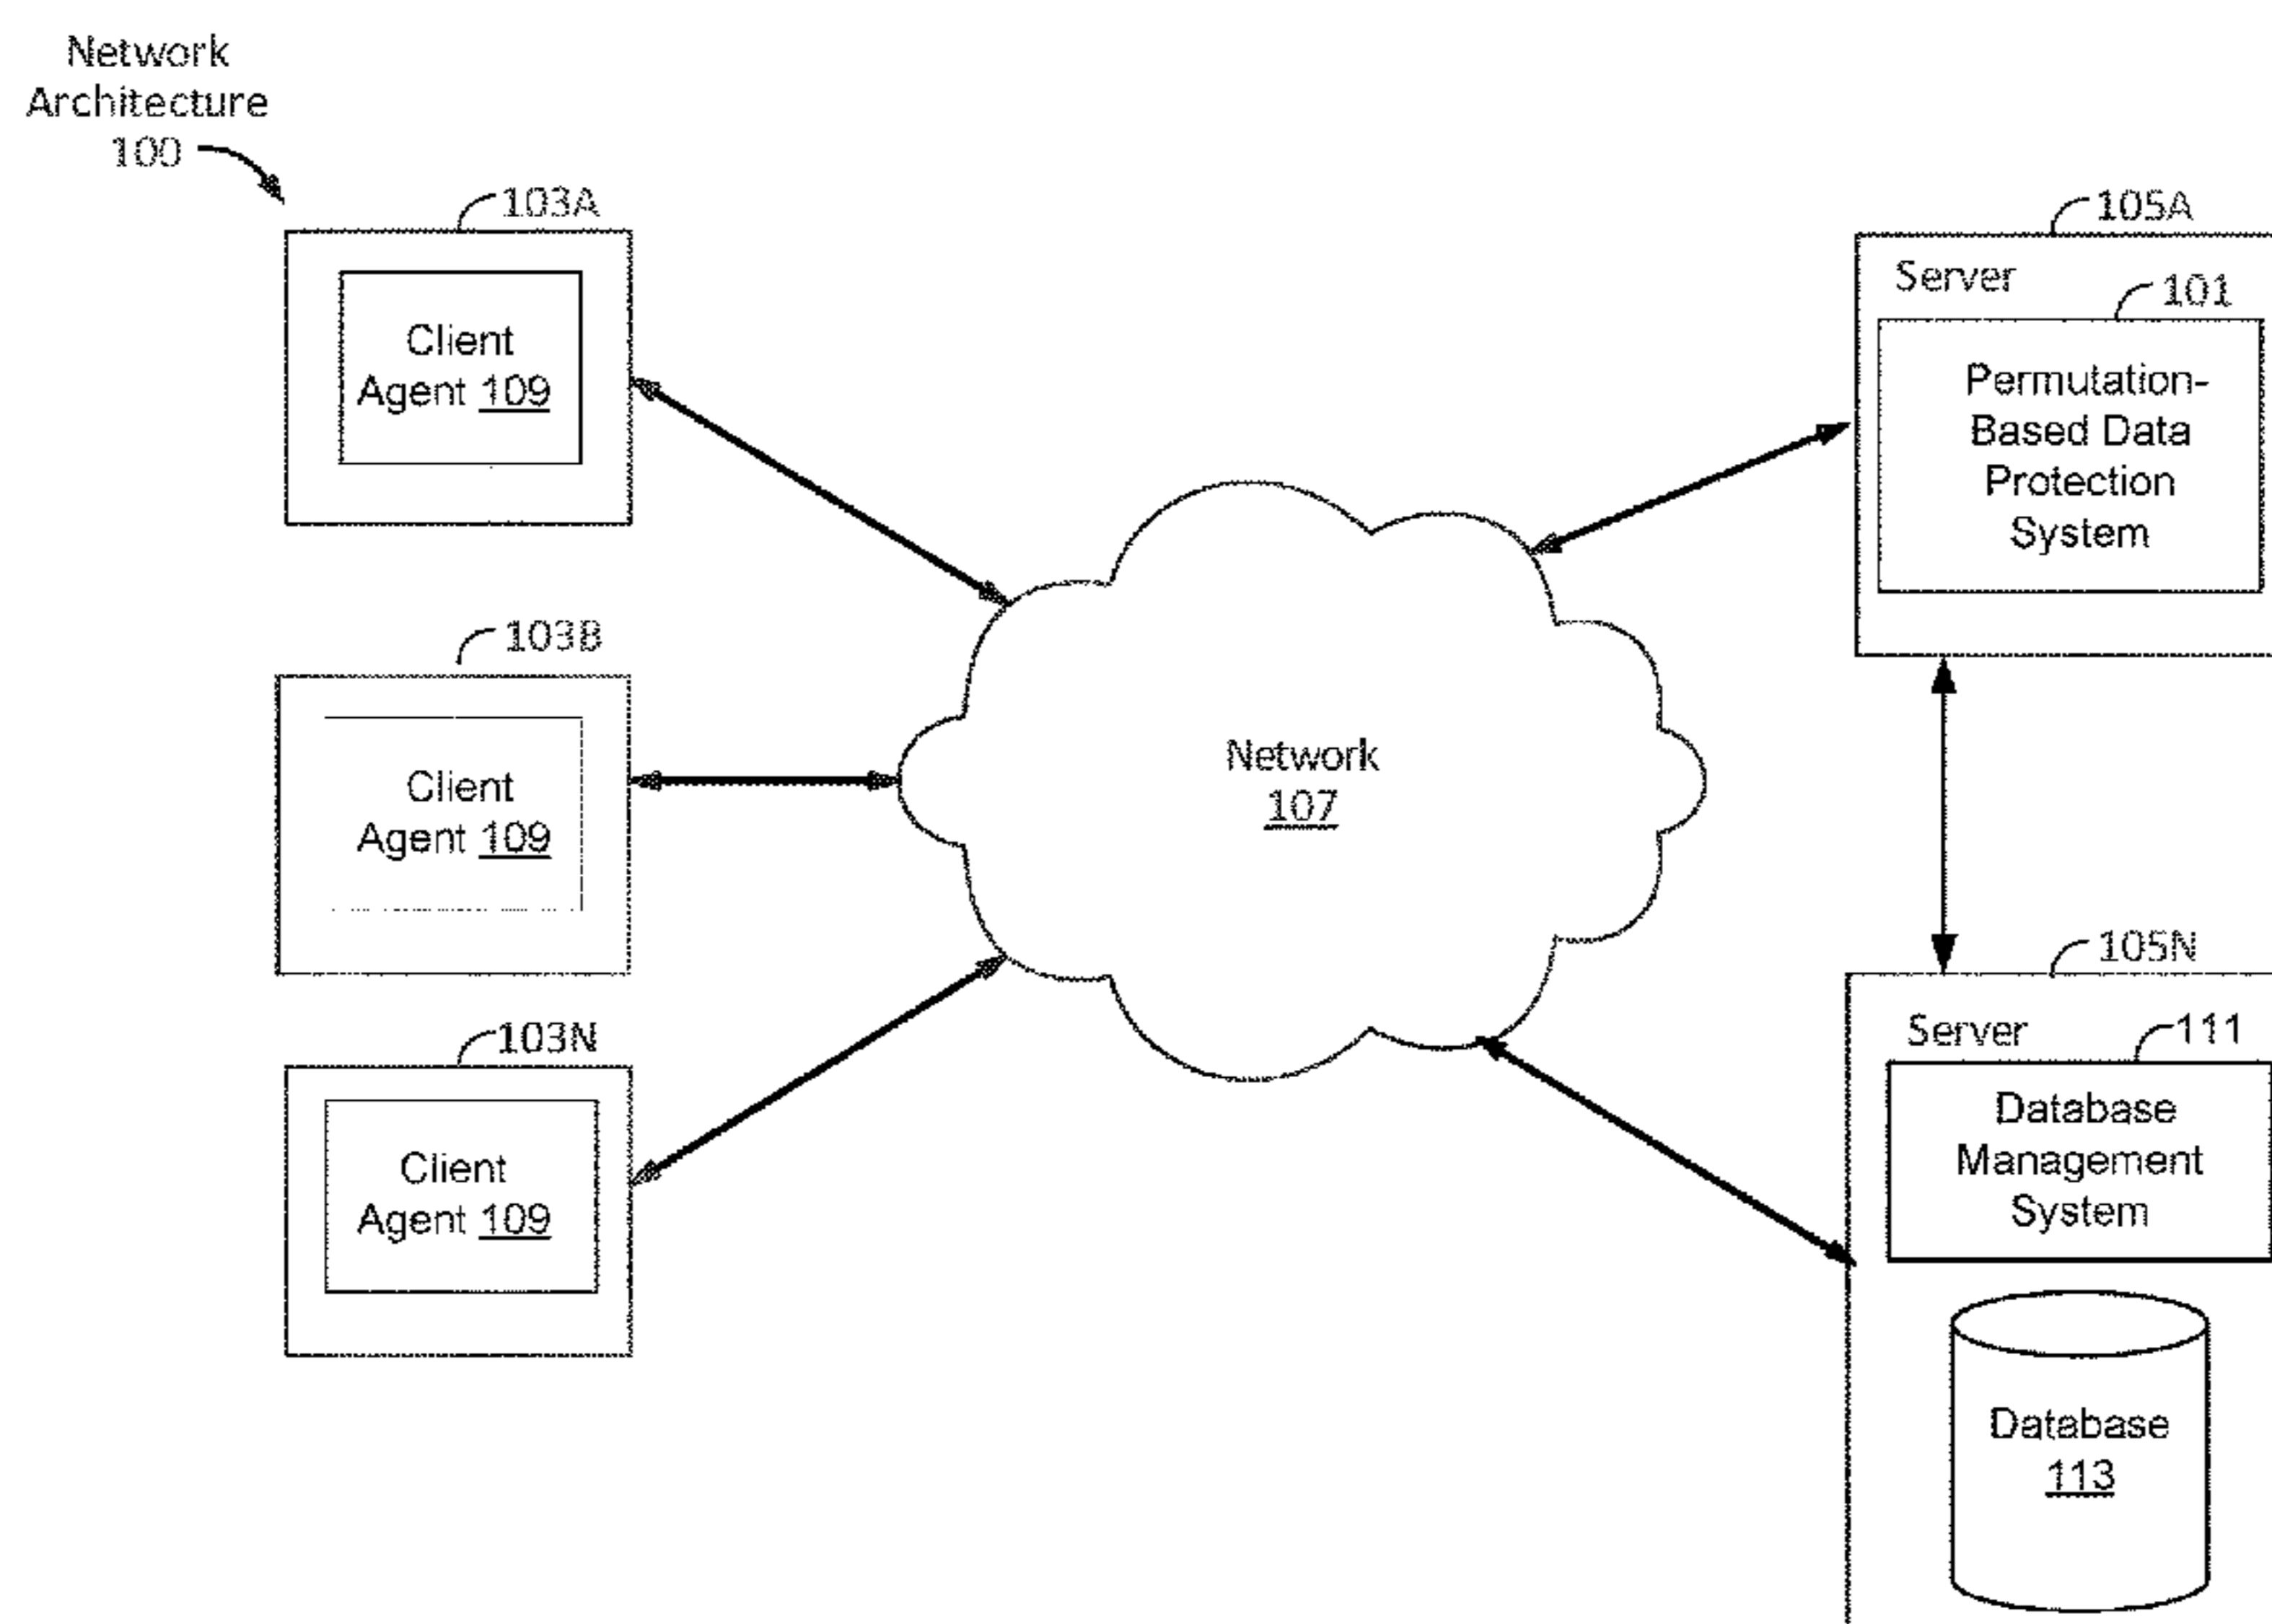 Network
Architecture
100
103A
Client
Agent 109
103B
Client
Agent 109
103N
Client
Agent 109
Network
107
105A
Server
101
Permutation-
Based Data
Protection
System
105N
Server
111
Database
Management
System
Database
113